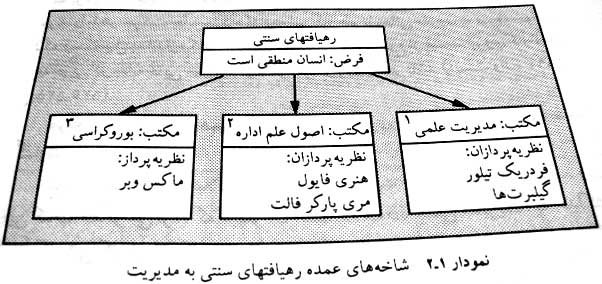 رهیافتهای سنتی
فرض: انسان منطقی است
۱ مکتب: مدیریت علمی
نظریه‌پردازان:
فردریک تیلور
گیلبرت‌ها
۲ مکتب: اصول علم اداره
نظریه‌پردازان:
هنری فایول
مری پارکر فالت
۳ مکتب: بوروکراسی
نظریه‌پرداز:
ماکس وبر
نمودار ۱-۲ شاخه‌های عمده رهیافتهای سنتی به مدیریت